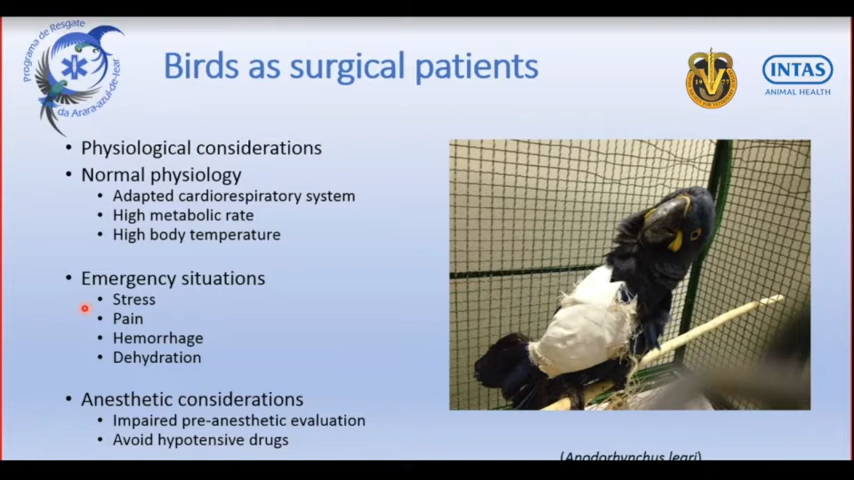 Programa de Resgate
da Arara-azul-de-lear
Birds as surgical patients
INTAS
ANIMAL HEALTH
• Physiological considerations
• Normal physiology
• Adapted cardiorespiratory system
• High metabolic rate
• High body temperature
• Emergency situations
• Stress
• Pain
• Hemorrhage
• Dehydration
• Anesthetic considerations
• Impaired pre-anesthetic evaluation
• Avoid hypotensive drugs
(Anodorhynchus leari)